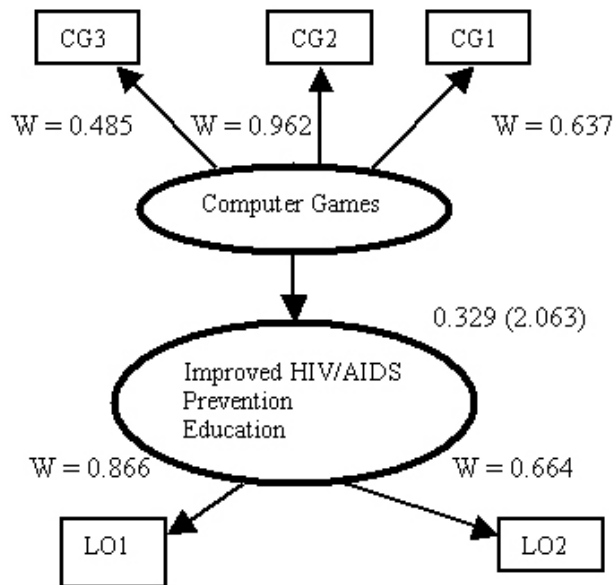 CG3
CG2
CG1
W = 0.485
W = 0.962
W = 0.637
Computer Games
0.329 (2.063)
Improved HIV/AIDS
Prevention
Education
W = 0.866
W = 0.664
LO1
LO2